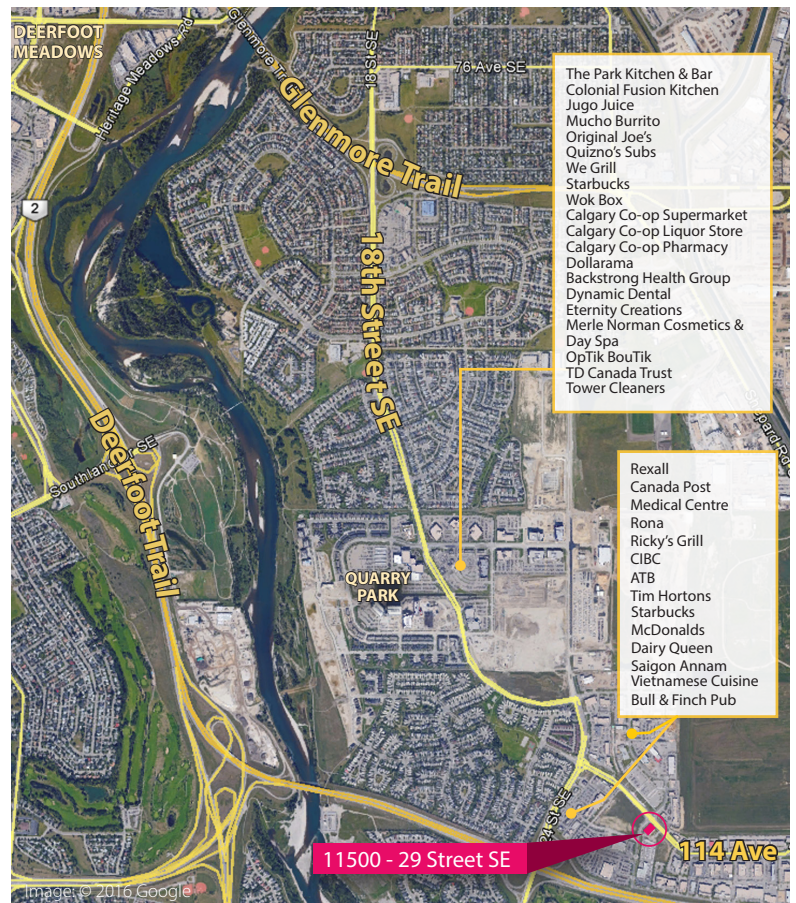 DEERFOOT
MEADOWS
Heritage Meadows Rd
Glenmore Tr
18 St SE
76 Ave SE
Glenmore Trail
2
18th Street SE
The Park Kitchen & Bar
Colonial Fusion Kitchen
Jugo Juice
Mucho Burrito
Original Joe's
Quizno's Subs
We Grill
Starbucks
Wok Box
Calgary Co-op Supermarket
Calgary Co-op Liquor Store
Calgary Co-op Pharmacy
Dollarama
Backstrong Health Group
Dynamic Dental
Eternity Creations
Merle Norman Cosmetics &
Day Spa
OpTik BouTik
TD Canada Trust
Tower Cleaners
Shepard Rd
Southland SE
Deerfoot Trail
Rexall
Canada Post
Medical Centre
Rona
Ricky's Grill
CIBC
ATB
Tim Hortons
Starbucks
McDonalds
Dairy Queen
Saigon Annam
Vietnamese Cuisine
Bull & Finch Pub
QUARRY
PARK
24 St SE
114 Ave
11500 - 29 Street SE
Image: © 2016 Google